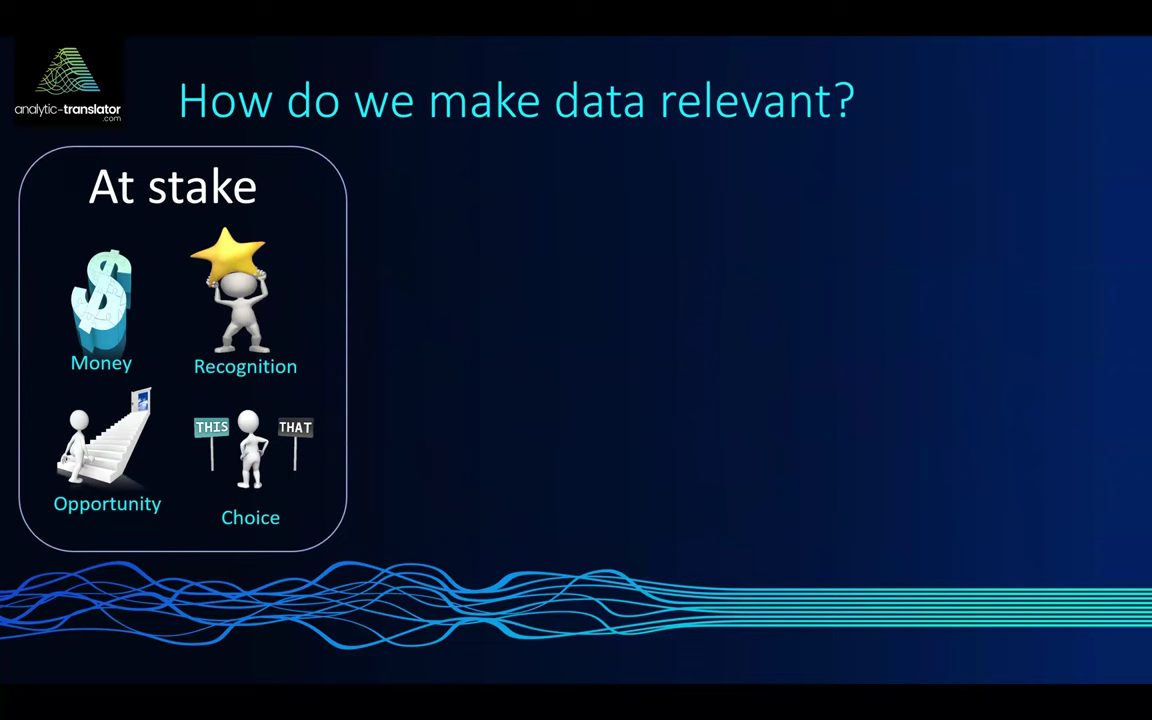 analytic-translator
.com
How do we make data relevant?
At stake
Money
Recognition
THIS
THAT
Opportunity
Choice